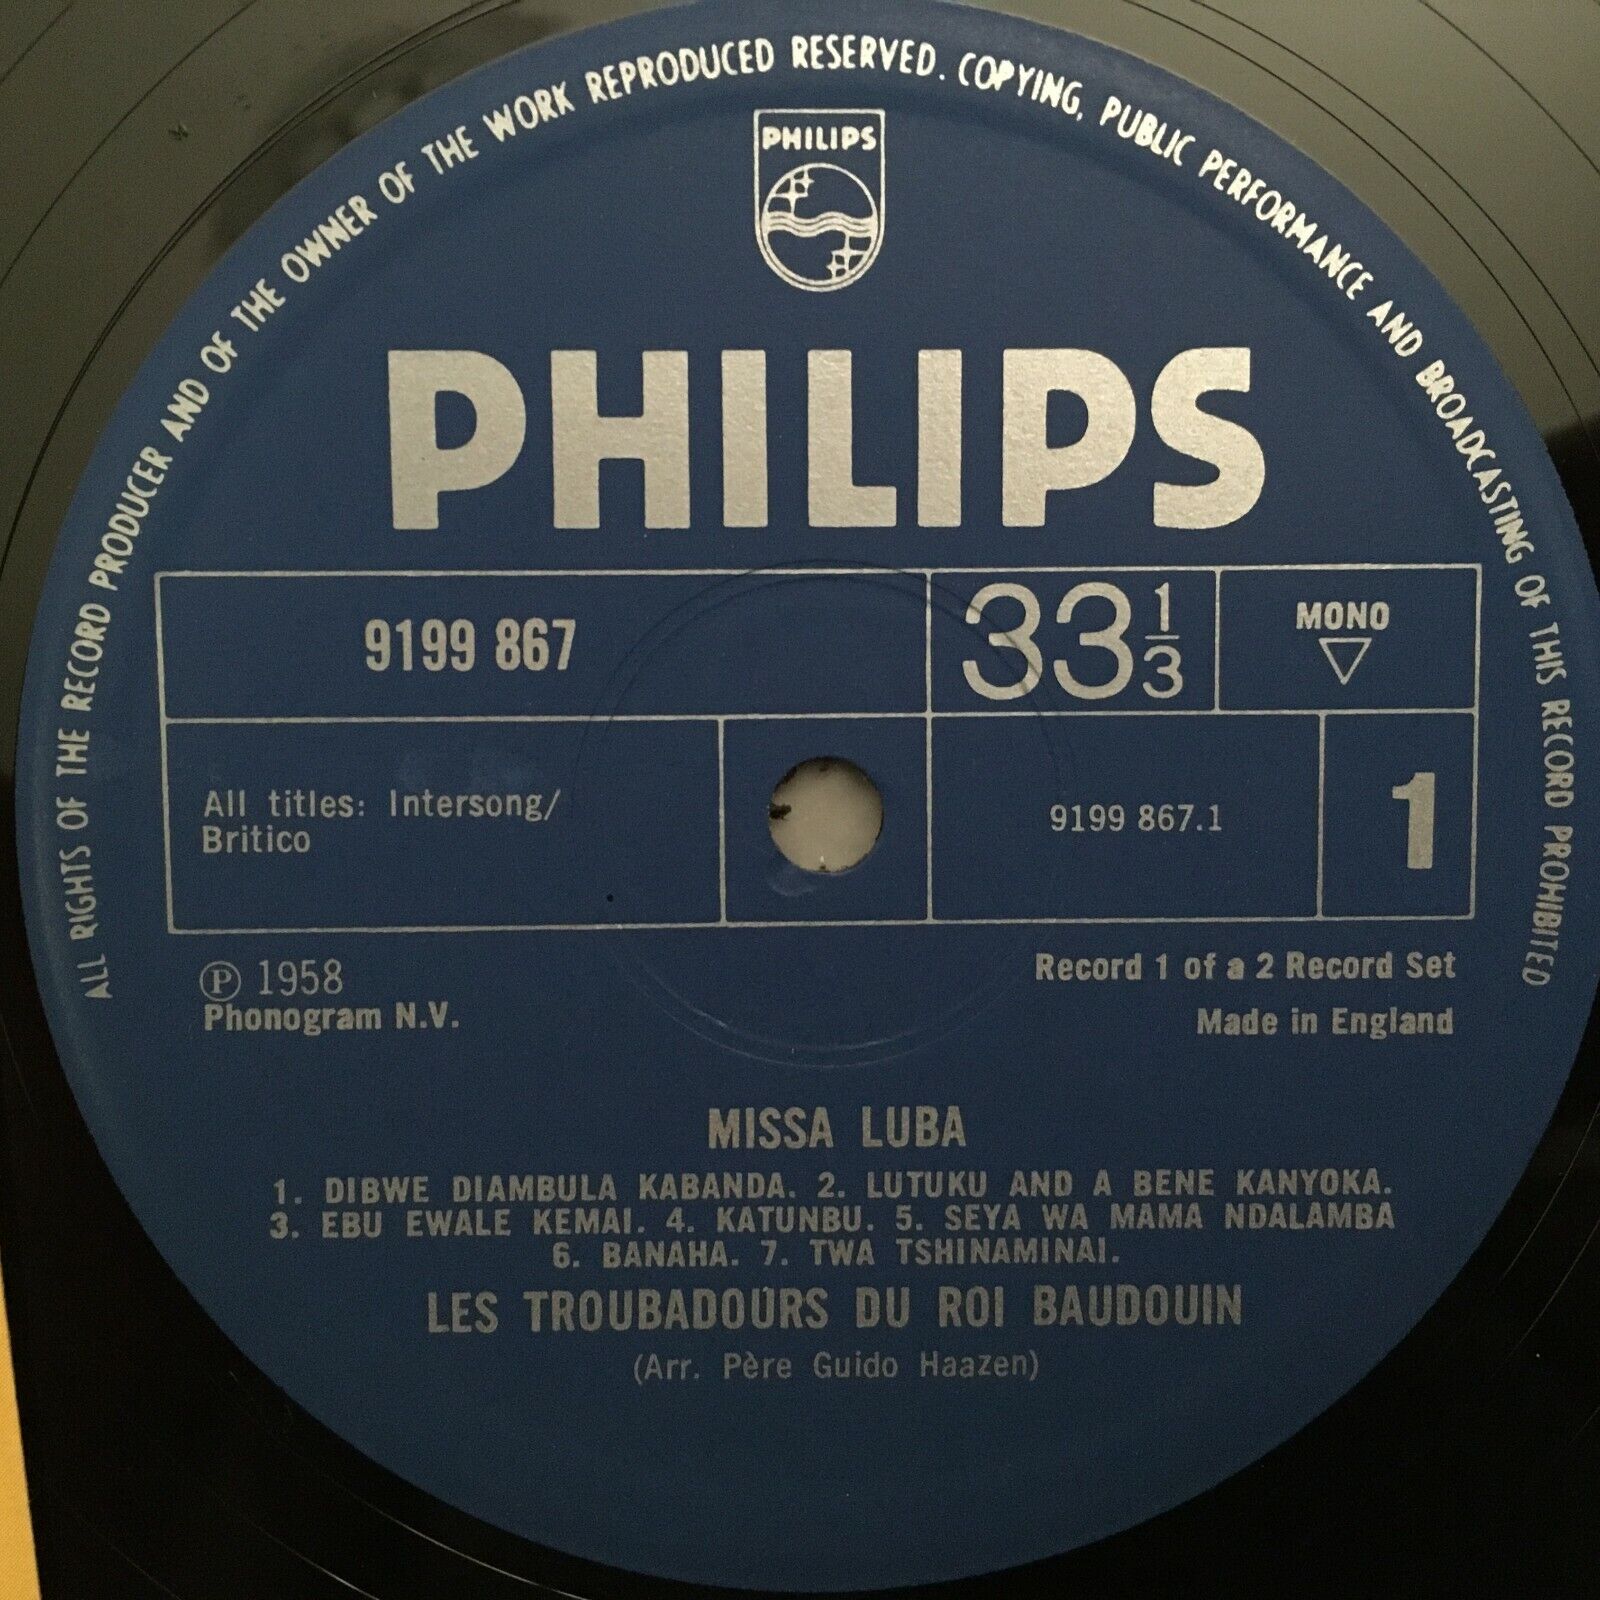 ALL RIGHTS OF THE RECORD PRODUCER AND OF THE OWNER OF THE WORK REPRODUCED RESERVED. COPYING, PUBLIC PERFORMANCE AND BROADCASTING OF THIS RECORD PROHIBITED
PHILIPS
PHILIPS
9199 867
33 1/3
MONO
All titles: Intersong/
Britico
9199 867.1
1
Ⓟ 1958
Phonogram N.V.
Record 1 of a 2 Record Set
Made in England
MISSA LUBA
1. DIBWE DIAMBULA KABANDA. 2. LUTUKU AND A BENE KANYOKA.
3. EBU EWALE KEMAI. 4. KATUNBU. 5. SEYA WA MAMA NDALAMBA
6. BANAHA. 7. TWA TSHINAMINAI.
LES TROUBADOURS DU ROI BAUDOUIN
(Arr. Père Guido Haazen)